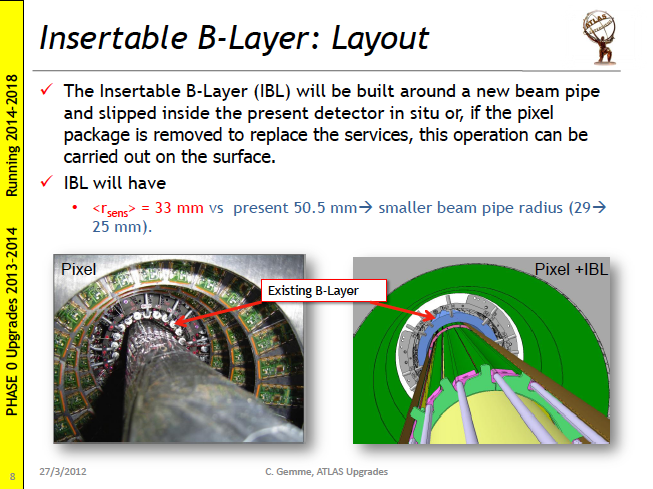 Insertable B-Layer: Layout
ATLAS
✓ The Insertable B-Layer (IBL) will be built around a new beam pipe
and slipped inside the present detector in situ or, if the pixel
package is removed to replace the services, this operation can be
carried out on the surface.
✓ IBL will have
• <r_sens> = 33 mm vs present 50.5 mm→ smaller beam pipe radius (29→
25 mm).
Pixel
Pixel +IBL
Existing B-Layer
PHASE 0 Upgrades 2013-2014 Running 2014-2018
8
27/3/2012
C. Gemme, ATLAS Upgrades